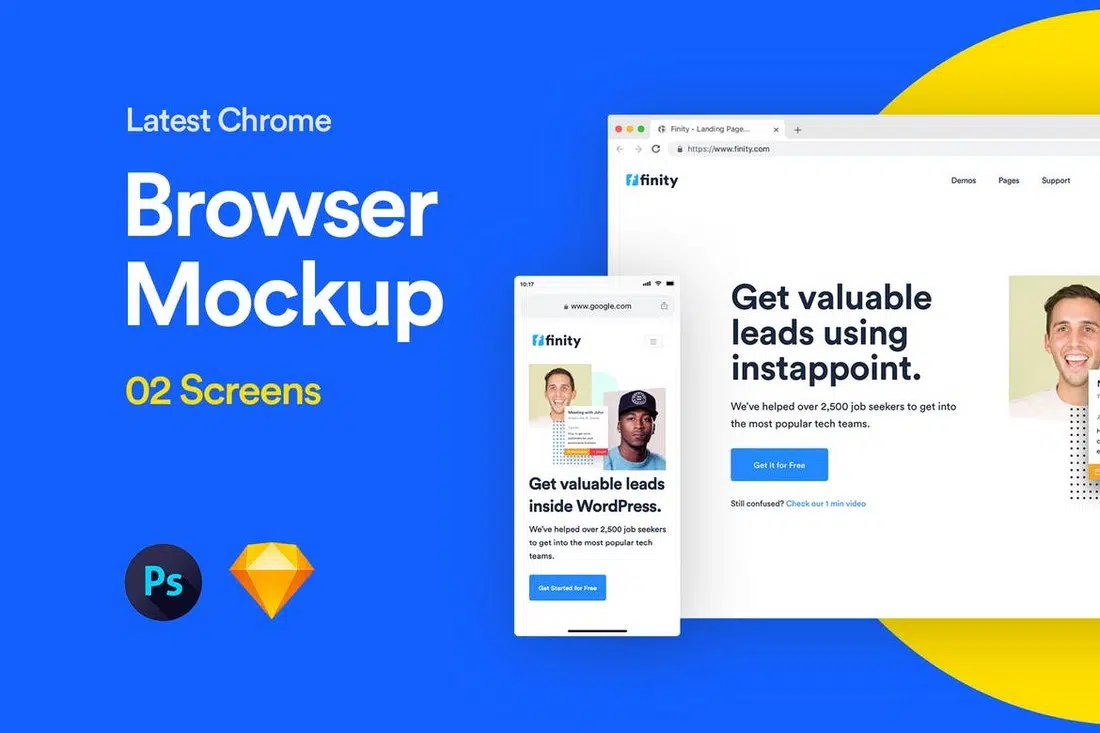 Latest Chrome
Browser
Mockup
02 Screens
Ps
Finity - Landing Page...
https://www.finity.com
finity
Demos Pages Support
Get valuable
leads using
instappoint.
We've helped over 2,500 job seekers to get into
the most popular tech teams.
Get It for Free
Still confused? Check our 1 min video
10:17
www.google.com
finity
Meeting with John
Get valuable leads
inside WordPress.
We've helped over 2,500 job seekers
to get into the most popular tech
teams.
Get Started for Free